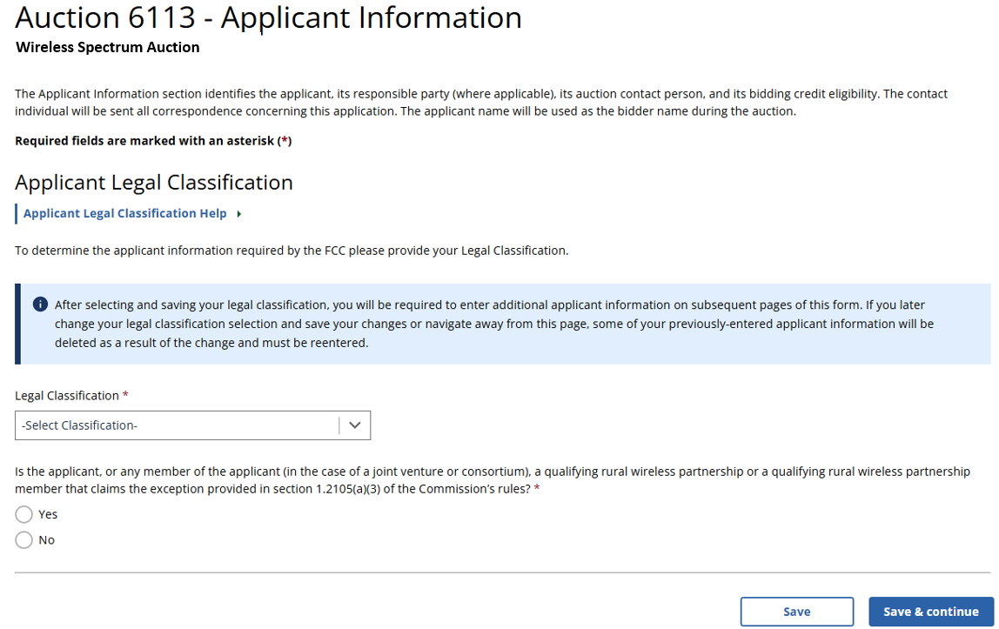 Auction 6113 - Applicant Information
Wireless Spectrum Auction
The Applicant Information section identifies the applicant, its responsible party (where applicable), its auction contact person, and its bidding credit eligibility. The contact
individual will be sent all correspondence concerning this application. The applicant name will be used as the bidder name during the auction.
Required fields are marked with an asterisk (*)
Applicant Legal Classification
Applicant Legal Classification Help
To determine the applicant information required by the FCC please provide your Legal Classification.
After selecting and saving your legal classification, you will be required to enter additional applicant information on subsequent pages of this form. If you later
change your legal classification selection and save your changes or navigate away from this page, some of your previously-entered applicant information will be
deleted as a result of the change and must be reentered.
Legal Classification *
-Select Classification-
Is the applicant, or any member of the applicant (in the case of a joint venture or consortium), a qualifying rural wireless partnership or a qualifying rural wireless partnership
member that claims the exception provided in section 1.2105(a)(3) of the Commission's rules? *
Yes
No
Save
Save & continue